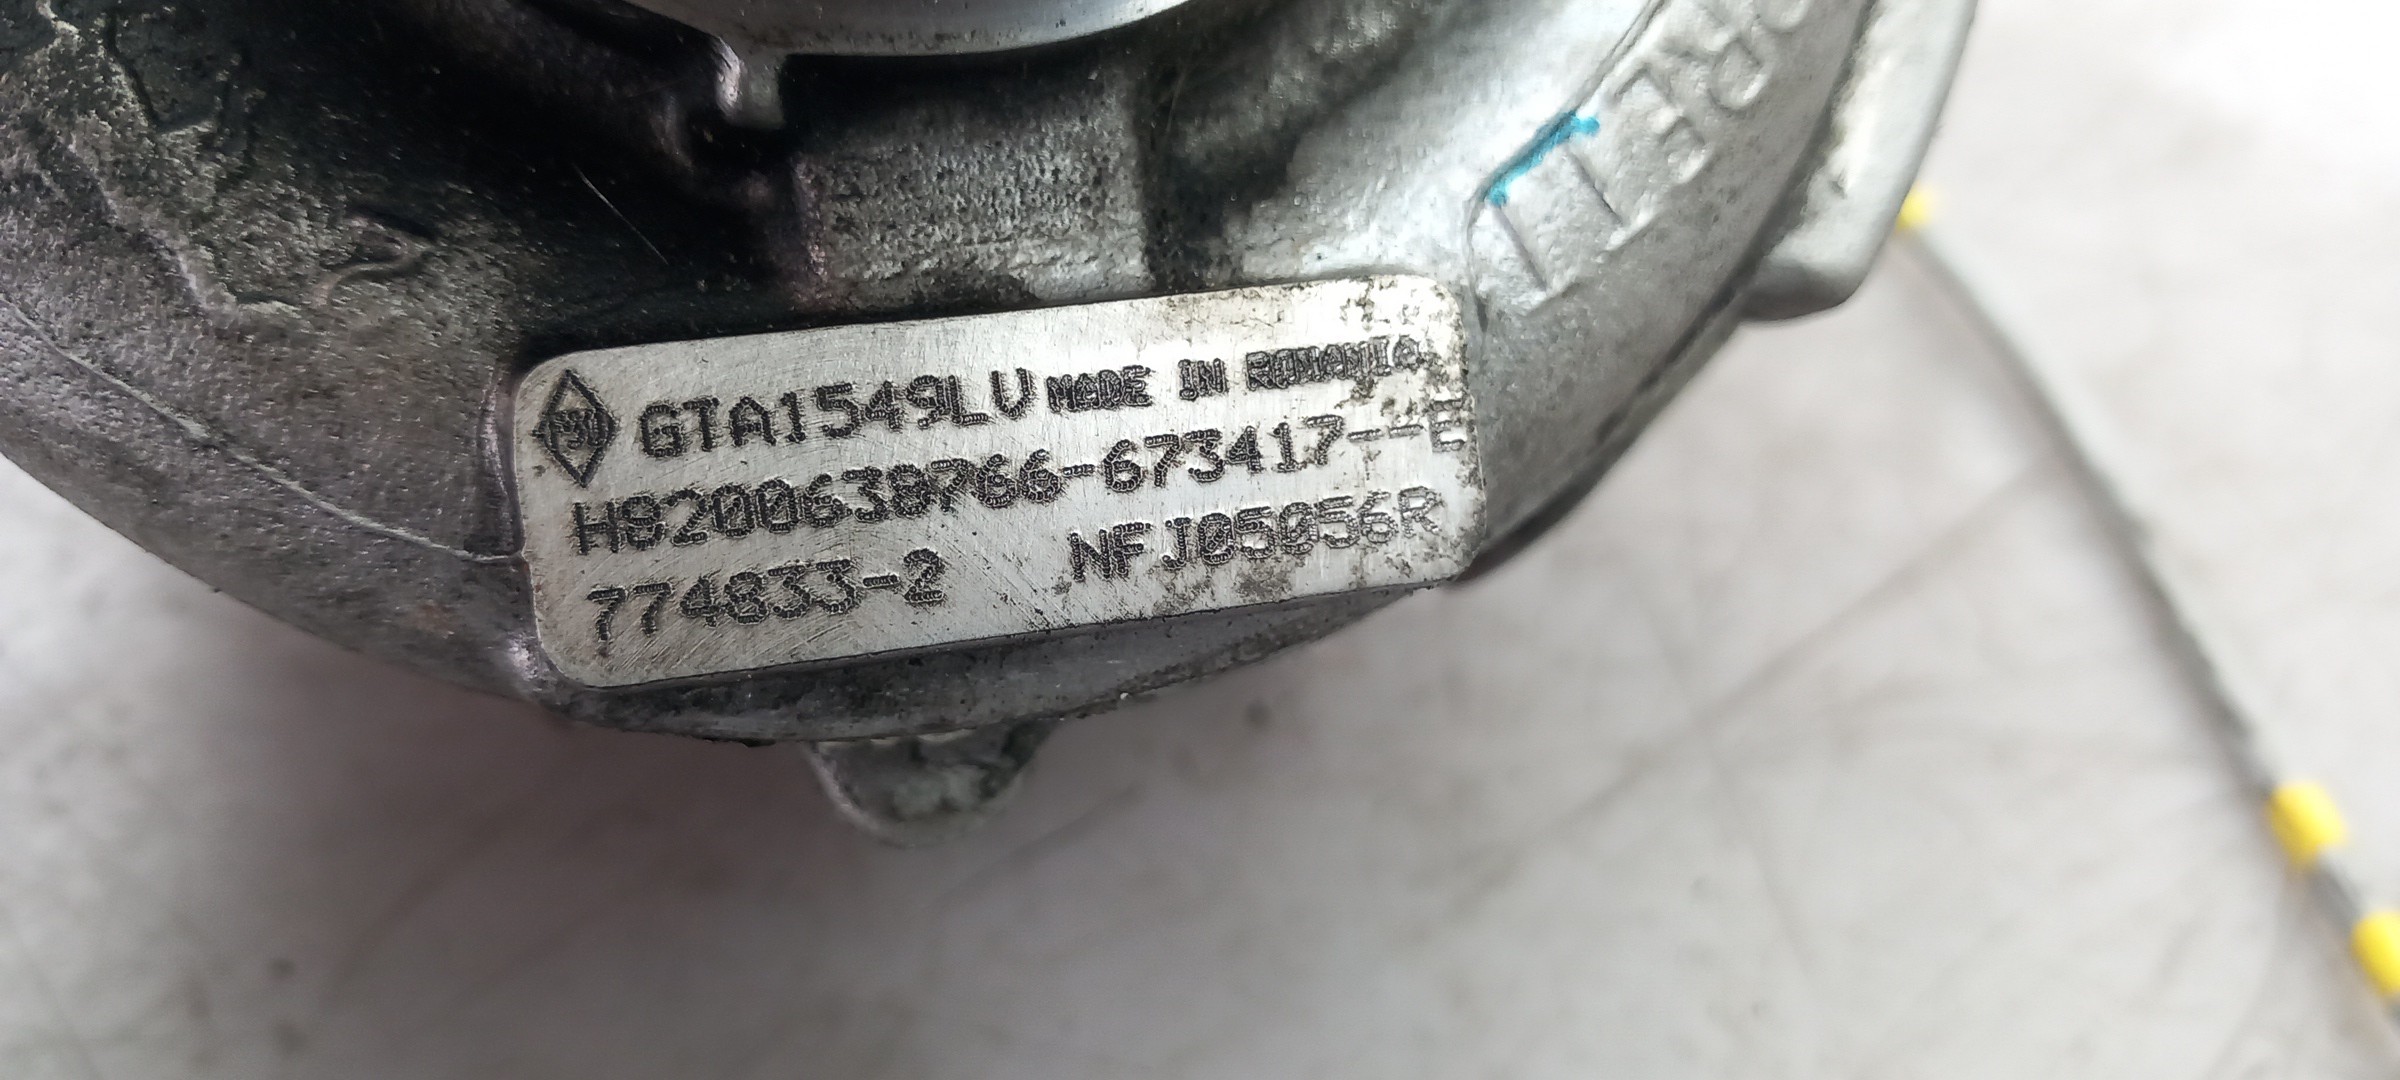 GTA1549LV MADE IN ROMANIA
H8200638766-673417--E
774833-2 NFJ05056R